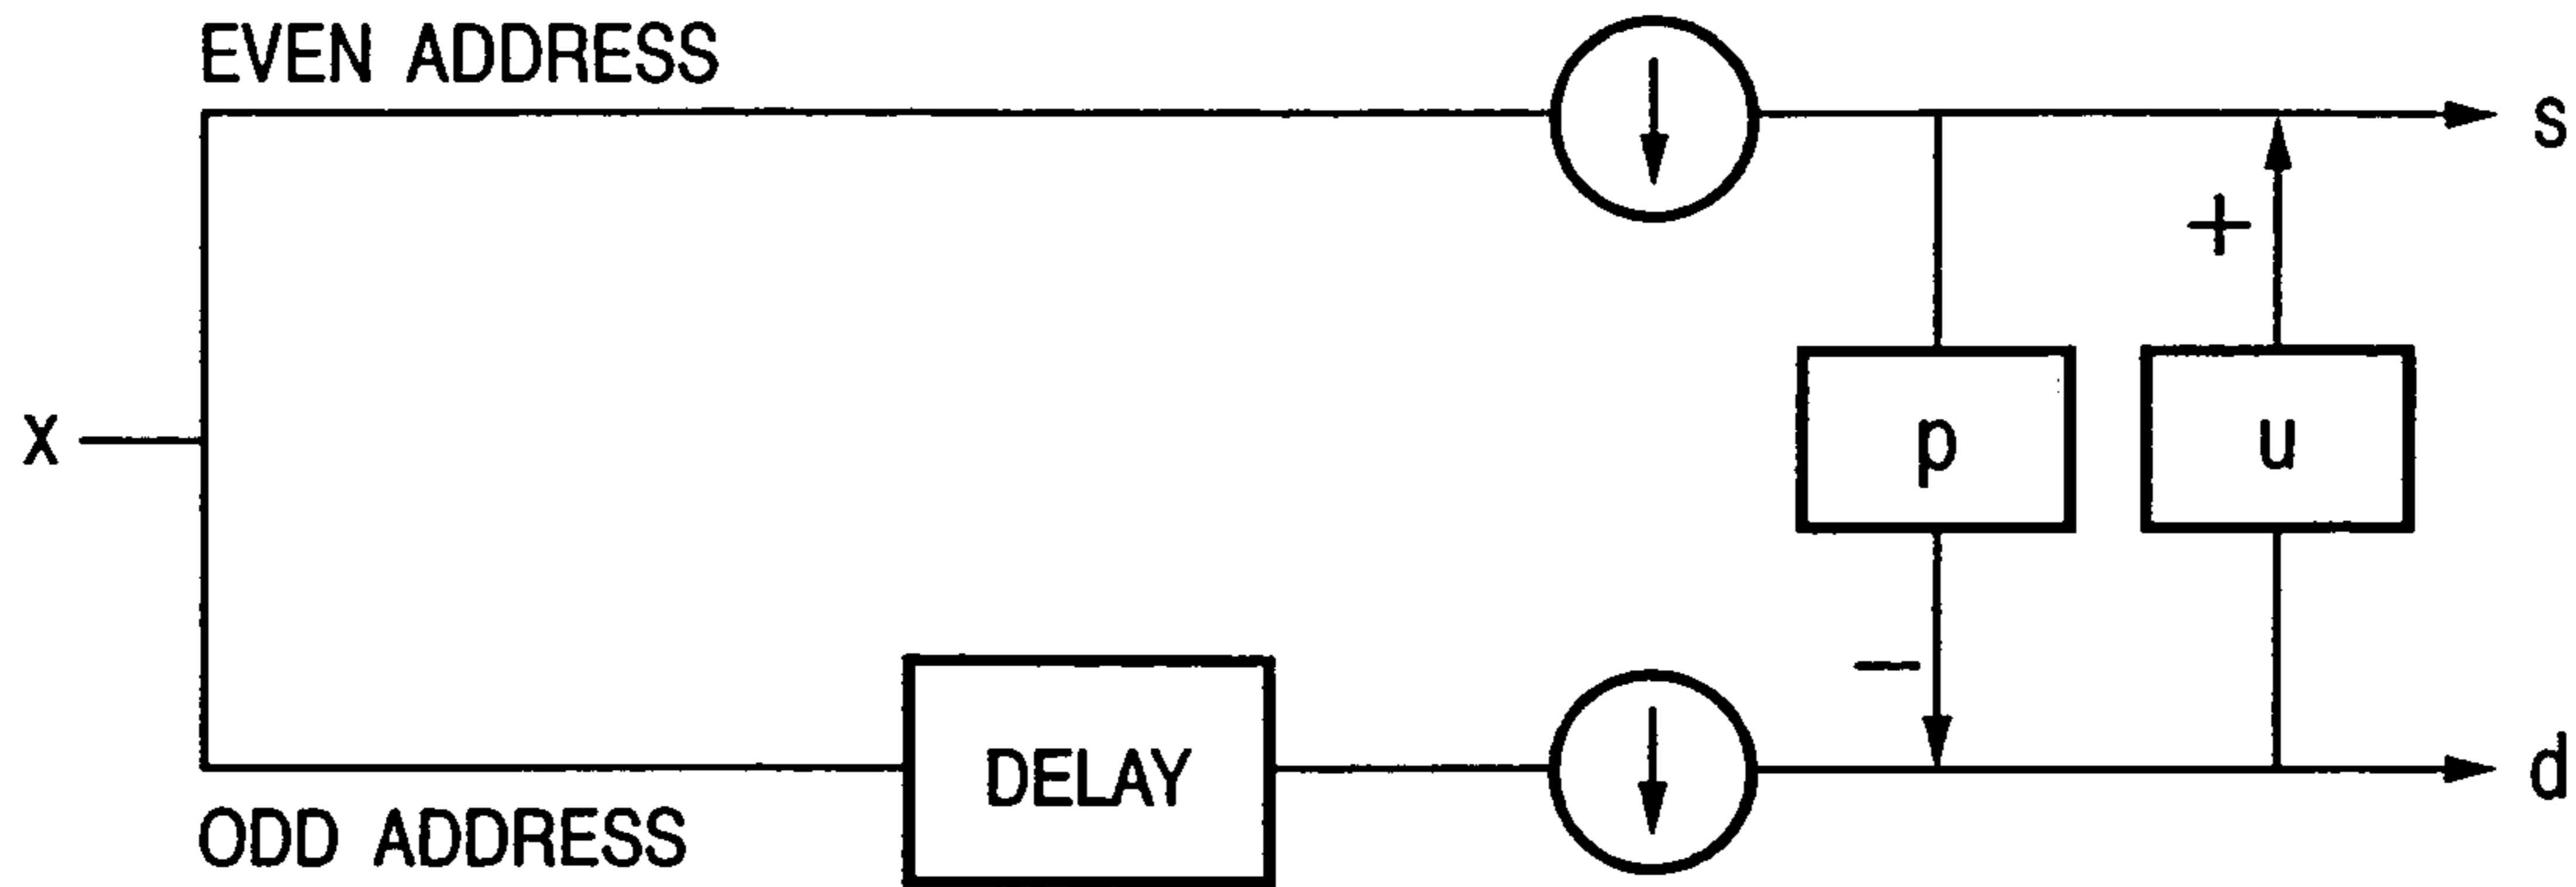 EVEN ADDRESS
s
+
x
p
u
−
DELAY
d
ODD ADDRESS